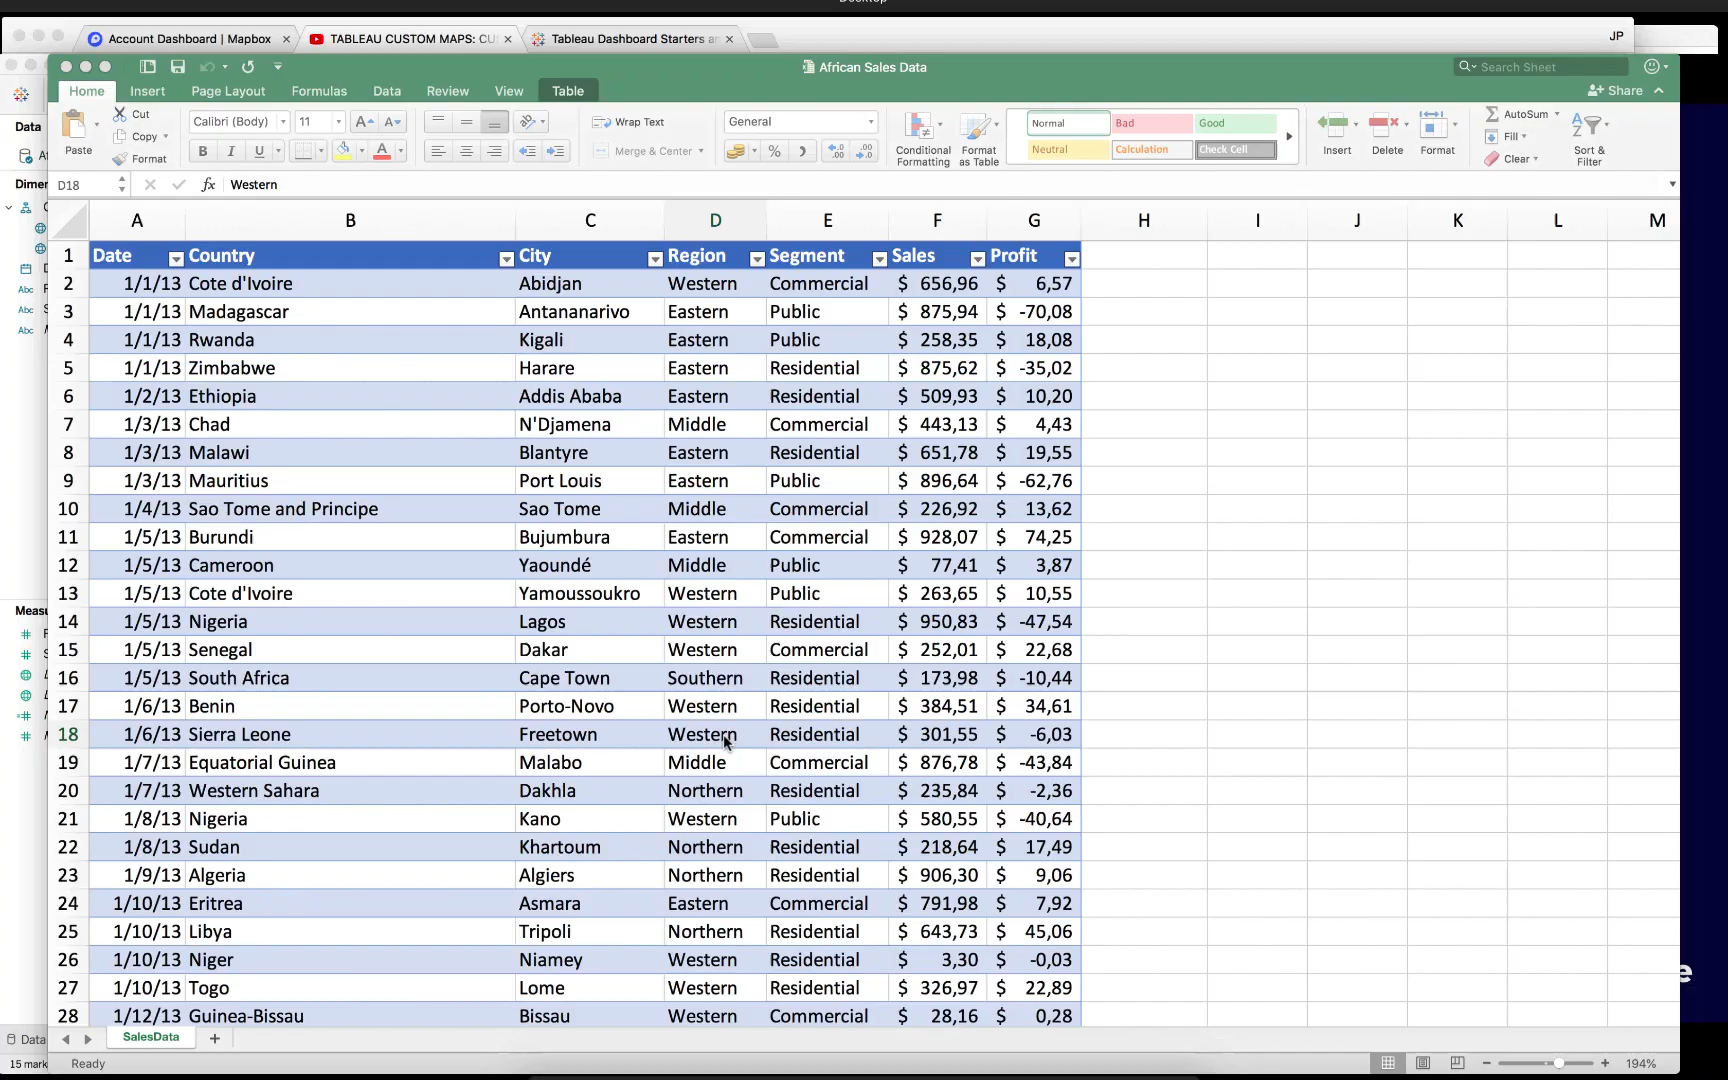 Desktop
Account Dashboard | Mapbox × TABLEAU CUSTOM MAPS: CU × Tableau Dashboard Starters a × JP
African Sales Data Search Sheet
Home Insert Page Layout Formulas Data Review View Table Share
Paste Cut Copy Format Calibri (Body) 11 Wrap Text Merge & Center General Conditional Formatting Format as Table Normal Bad Good Neutral Calculation Check Cell Insert Delete Format AutoSum Fill Clear Sort & Filter
D18 fx Western
A B C D E F G H I J K L M
1 Date Country City Region Segment Sales Profit
2 1/1/13 Cote d'Ivoire Abidjan Western Commercial $ 656,96 $ 6,57
3 1/1/13 Madagascar Antananarivo Eastern Public $ 875,94 $ -70,08
4 1/1/13 Rwanda Kigali Eastern Public $ 258,35 $ 18,08
5 1/1/13 Zimbabwe Harare Eastern Residential $ 875,62 $ -35,02
6 1/2/13 Ethiopia Addis Ababa Eastern Residential $ 509,93 $ 10,20
7 1/3/13 Chad N'Djamena Middle Commercial $ 443,13 $ 4,43
8 1/3/13 Malawi Blantyre Eastern Residential $ 651,78 $ 19,55
9 1/3/13 Mauritius Port Louis Eastern Public $ 896,64 $ -62,76
10 1/4/13 Sao Tome and Principe Sao Tome Middle Commercial $ 226,92 $ 13,62
11 1/5/13 Burundi Bujumbura Eastern Commercial $ 928,07 $ 74,25
12 1/5/13 Cameroon Yaoundé Middle Public $ 77,41 $ 3,87
13 1/5/13 Cote d'Ivoire Yamoussoukro Western Public $ 263,65 $ 10,55
14 1/5/13 Nigeria Lagos Western Residential $ 950,83 $ -47,54
15 1/5/13 Senegal Dakar Western Commercial $ 252,01 $ 22,68
16 1/5/13 South Africa Cape Town Southern Residential $ 173,98 $ -10,44
17 1/6/13 Benin Porto-Novo Western Residential $ 384,51 $ 34,61
18 1/6/13 Sierra Leone Freetown Western Residential $ 301,55 $ -6,03
19 1/7/13 Equatorial Guinea Malabo Middle Commercial $ 876,78 $ -43,84
20 1/7/13 Western Sahara Dakhla Northern Residential $ 235,84 $ -2,36
21 1/8/13 Nigeria Kano Western Public $ 580,55 $ -40,64
22 1/8/13 Sudan Khartoum Northern Residential $ 218,64 $ 17,49
23 1/9/13 Algeria Algiers Northern Residential $ 906,30 $ 9,06
24 1/10/13 Eritrea Asmara Eastern Commercial $ 791,98 $ 7,92
25 1/10/13 Libya Tripoli Northern Residential $ 643,73 $ 45,06
26 1/10/13 Niger Niamey Western Residential $ 3,30 $ -0,03
27 1/10/13 Togo Lome Western Residential $ 326,97 $ 22,89
28 1/12/13 Guinea-Bissau Bissau Western Commercial $ 28,16 $ 0,28
SalesData +
Ready 194%
Data
Dimen
Abc
Abc
Abc
Measu
Data
15 mark
e